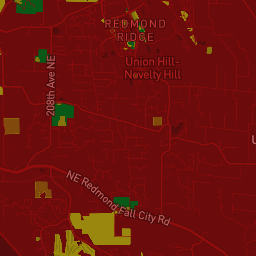 REDMOND
RIDGE
Union Hill-
Novelty Hill
208th Ave NE
U
NE Redmond Fall City Rd